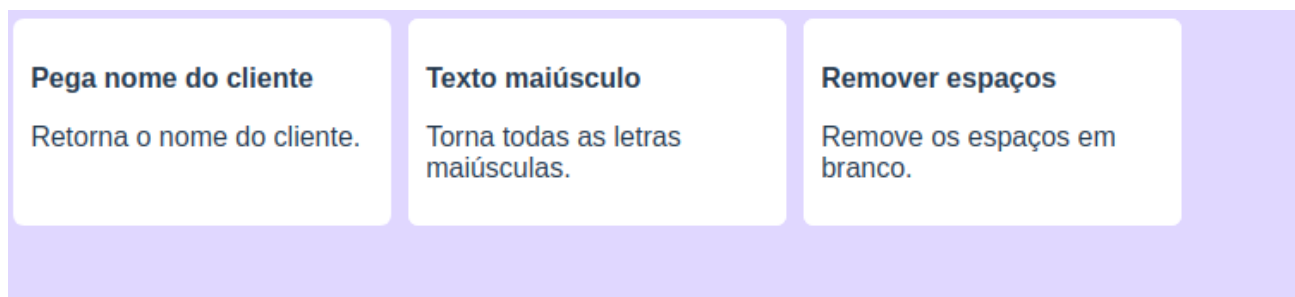 Pega nome do cliente
Retorna o nome do cliente.
Texto maiúsculo
Torna todas as letras
maiúsculas.
Remover espaços
Remove os espaços em
branco.